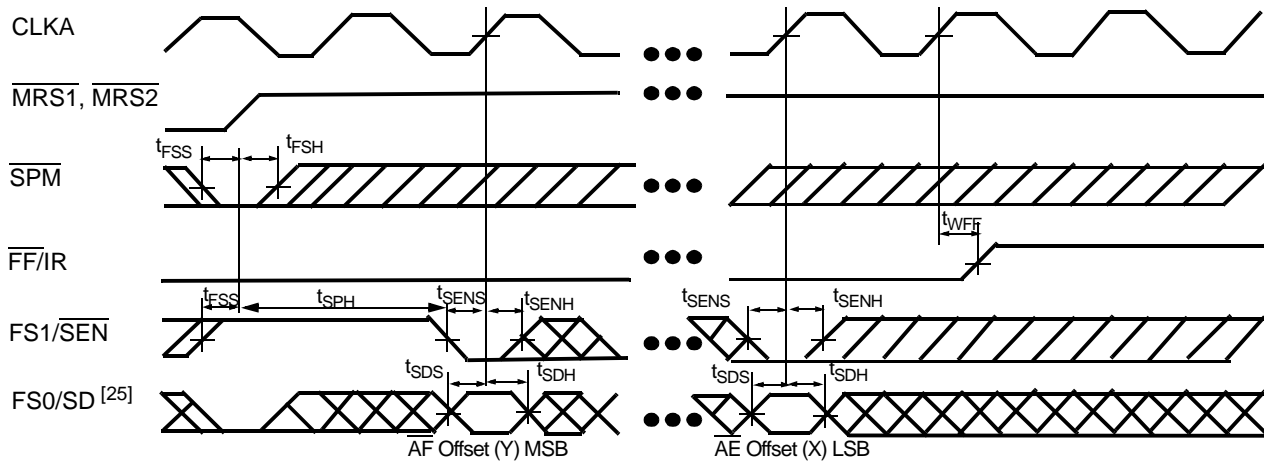 CLKA
MRS1, MRS2
tFSS tFSH
SPM
tWFF
FF/IR
tFSS tSPH tSENS tSENH tSENS tSENH
FS1/SEN
tSDS tSDH tSDS tSDH
FS0/SD [25]
AF Offset (Y) MSB AE Offset (X) LSB